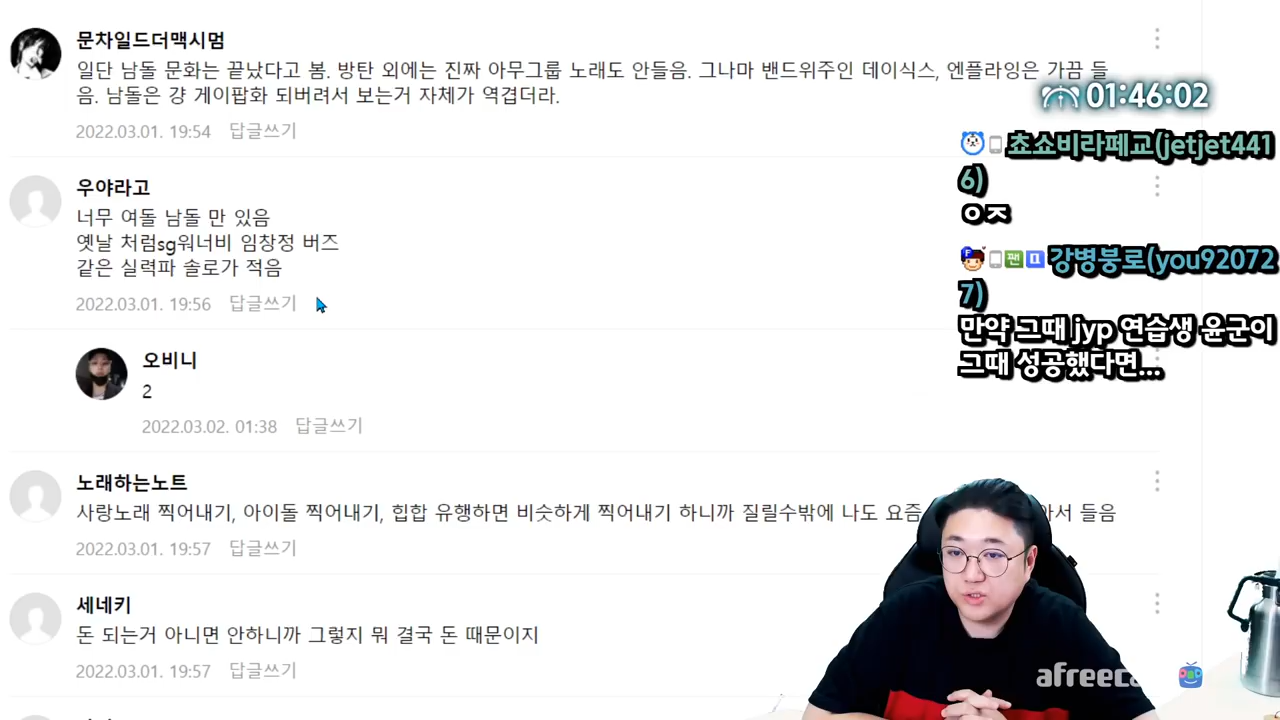 문차일드더맥시멈
일단 남돌 문화는 끝났다고 봄. 방탄 외에는 진짜 아무그룹 노래도 안들음. 그나마 밴드위주인 데이식스, 엔플라잉은 가끔 들
음. 남돌은 걍 게이팝화 되버려서 보는거 자체가 역겹더라.
2022.03.01. 19:54 답글쓰기
01:46:02
초쇼비라폐교(jetjet441
6)
ㅇㅈ
우야라고
너무 여돌 남돌 만 있음
옛날 처럼sg워너비 임창정 버즈
같은 실력파 솔로가 적음
2022.03.01. 19:56 답글쓰기
F 팬 n 강병붕로(you92072
7)
만약 그때 jyp 연습생 윤군이
그때 성공했다면...
오비니
2
2022.03.02. 01:38 답글쓰기
노래하는노트
사랑노래 찍어내기, 아이돌 찍어내기, 힙합 유행하면 비슷하게 찍어내기 하니까 질릴수밖에 나도 요즘 아서 들음
2022.03.01. 19:57 답글쓰기
세네키
돈 되는거 아니면 안하니까 그렇지 뭐 결국 돈 때문이지
2022.03.01. 19:57 답글쓰기
afreeca